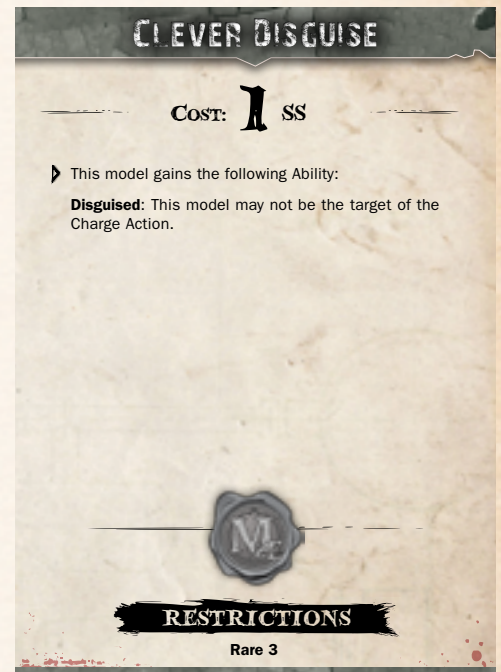 CLEVER DISGUISE
COST: 1 SS
This model gains the following Ability:
Disguised: This model may not be the target of the
Charge Action.
M2E
RESTRICTIONS
Rare 3